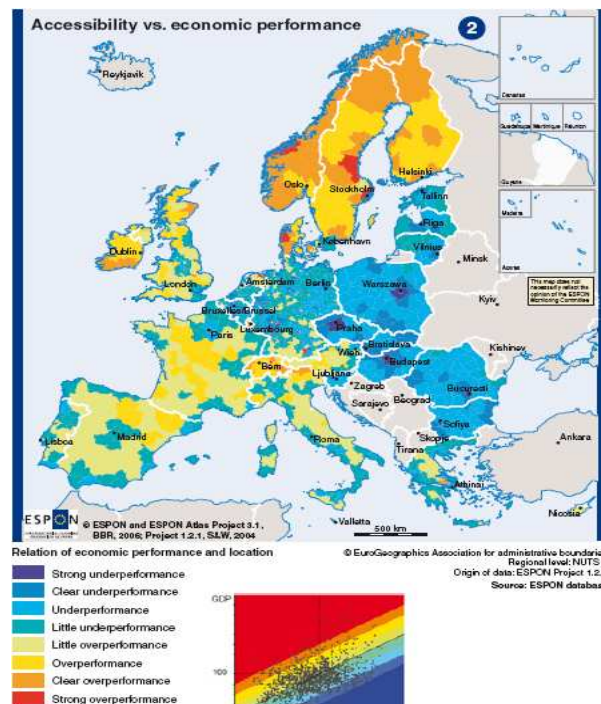 Accessibility vs. economic performance
2
Reykjavik
Canarias
Guadeloupe Martinique Réunion
Guyane
Madeira
Acores
This map does not
necessarily reflect the
opinion of the ESPON
Monitoring Committee
Oslo
Helsinki
Stockholm
Tallinn
Riga
Dublin
København
Vilnius
Minsk
London
Amsterdam
Berlin
Warszawa
Bruxelles/Brussel
Kyiv
Luxembourg
Praha
Paris
Bratislava
Wien
Kishinev
Bern
Budapest
Ljubljana
Zagreb
Beograd
Bucuresti
Sarajevo
Sofiya
Skopje
Lisboa
Madrid
Roma
Tirana
Ankara
Athinai
Nicosia
Valletta
ESPON
© ESPON and ESPON Atlas Project 3.1,
BBR, 2006; Project 1.2.1, S&W, 2004
500 km
Relation of economic performance and location
© EuroGeographics Association for administrative boundarie
Regional level: NUTS
Origin of data: ESPON Project 1.2.
Source: ESPON databas
Strong underperformance
Clear underperformance
Underperformance
Little underperformance
Little overperformance
Overperformance
Clear overperformance
Strong overperformance
GDP
100